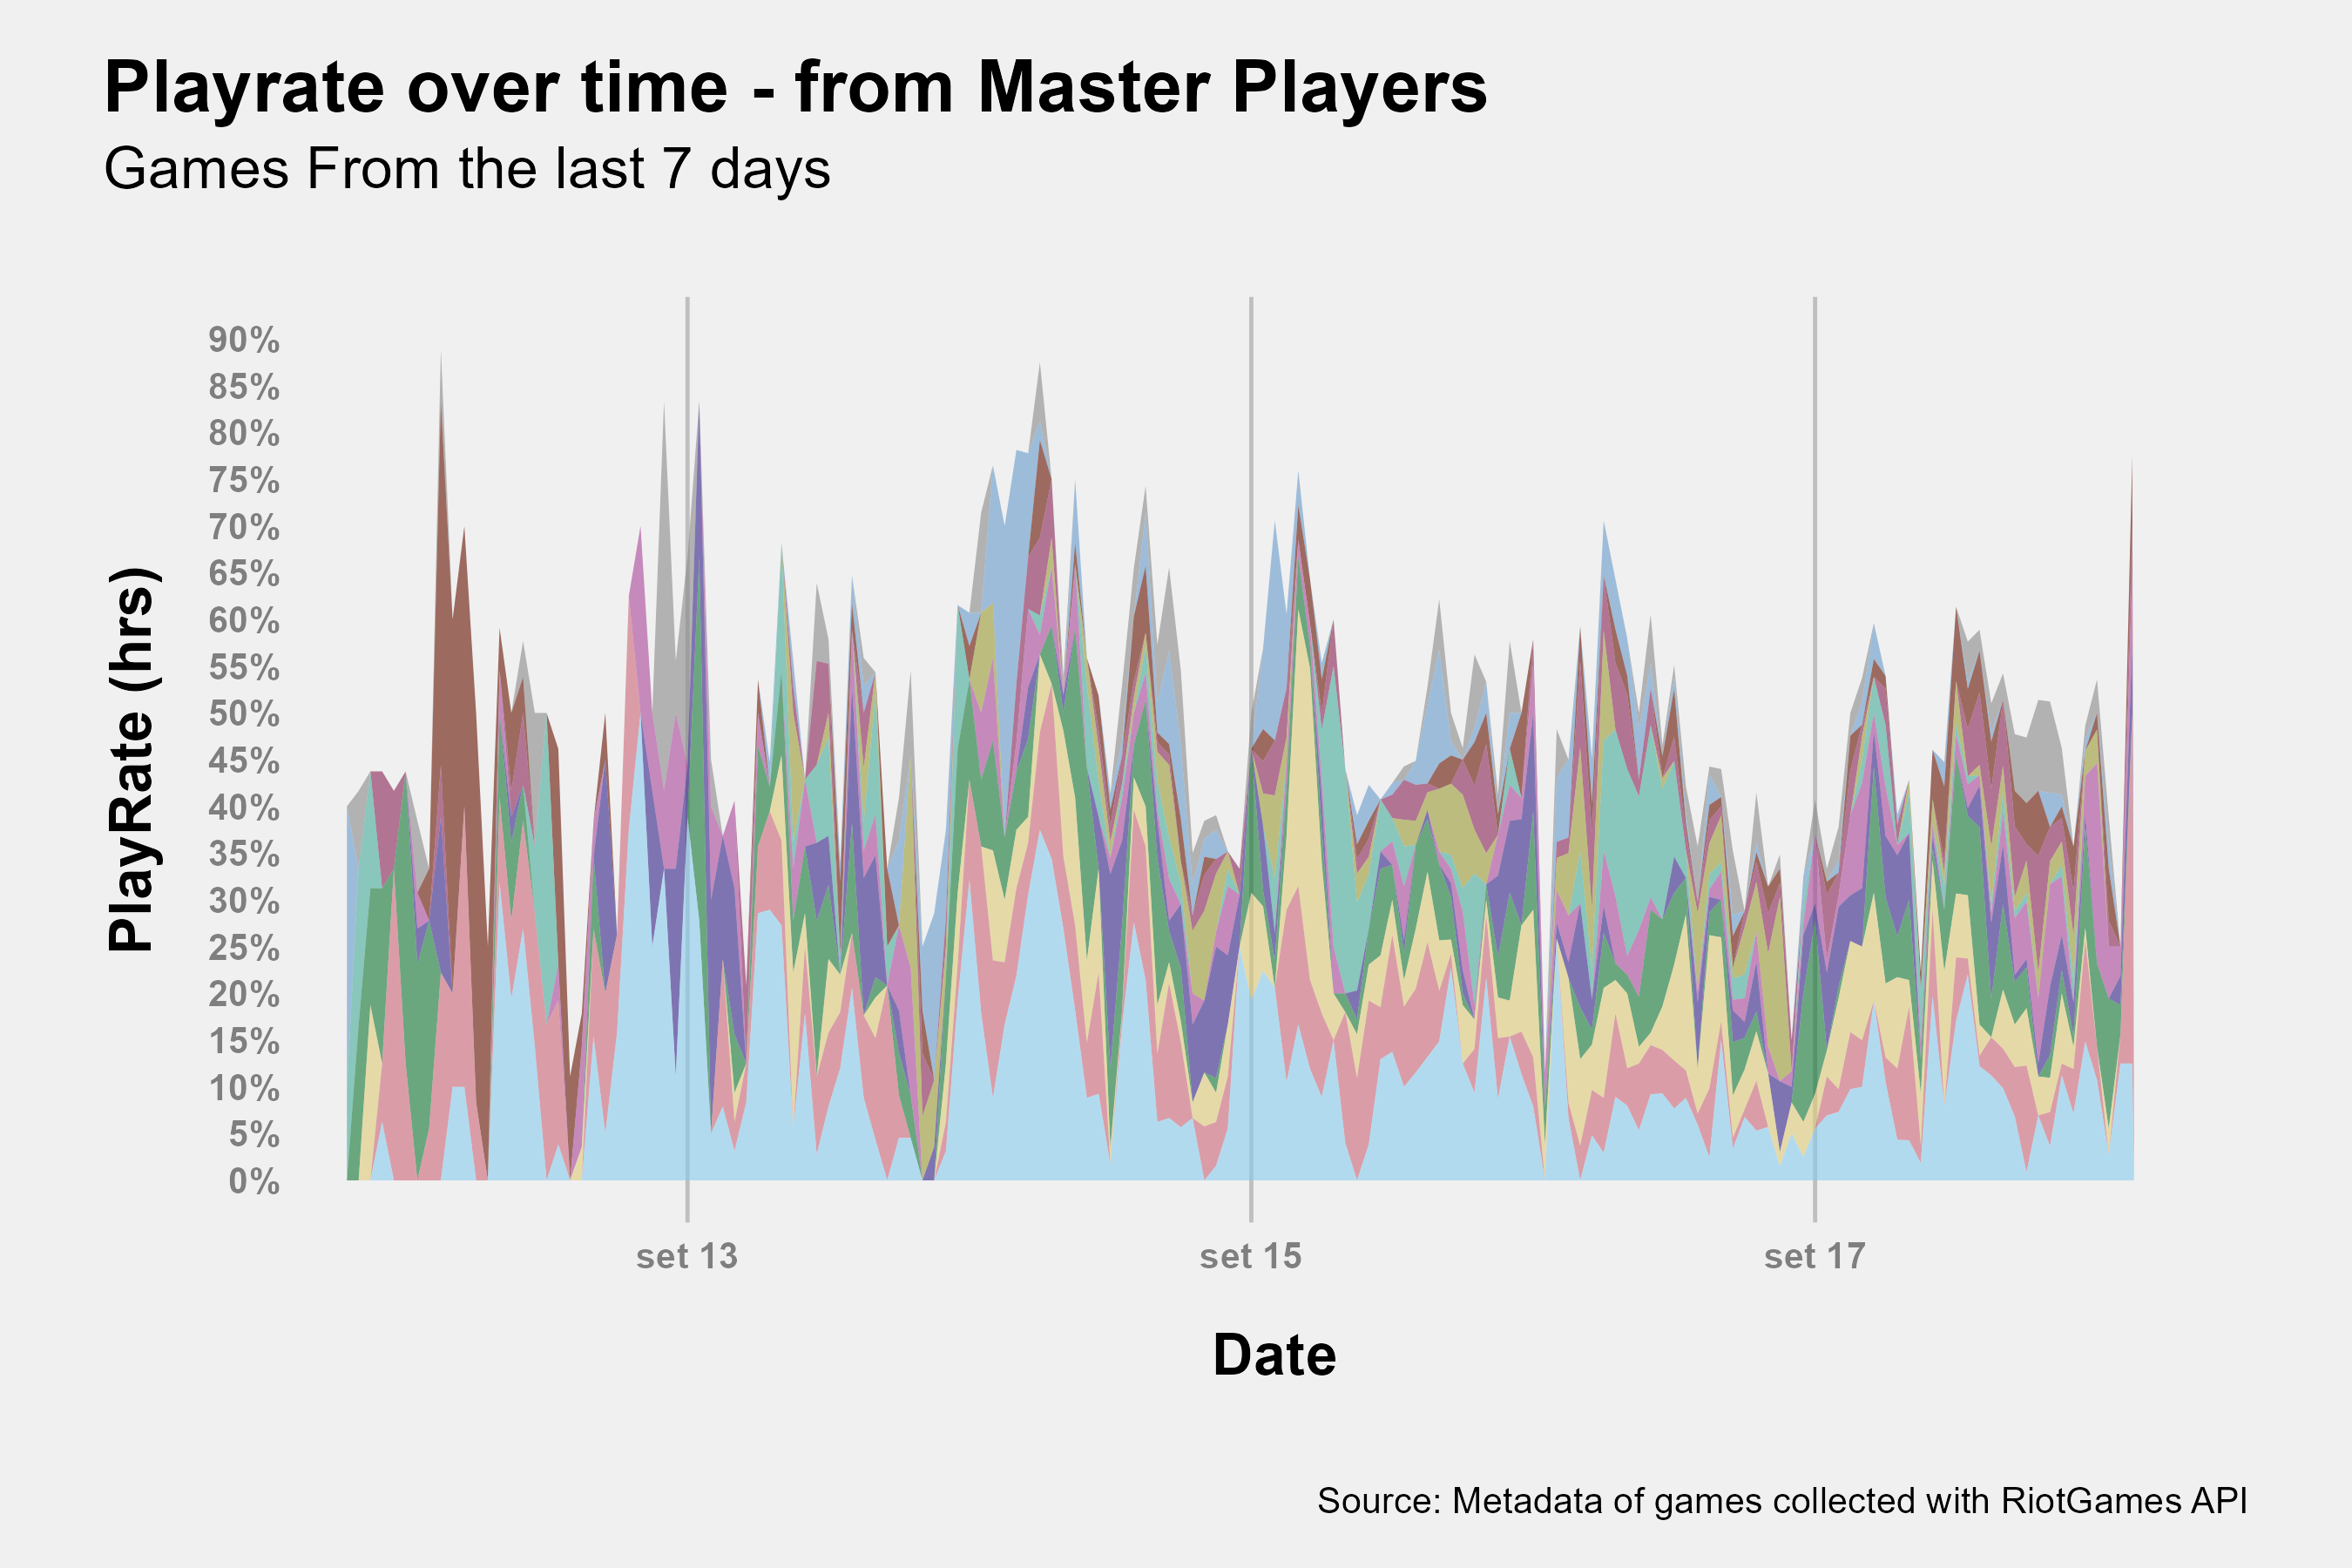 Playrate over time - from Master Players
Games From the last 7 days
PlayRate (hrs)
90%
85%
80%
75%
70%
65%
60%
55%
50%
45%
40%
35%
30%
25%
20%
15%
10%
5%
0%
set 13
set 15
set 17
Date
Source: Metadata of games collected with RiotGames API